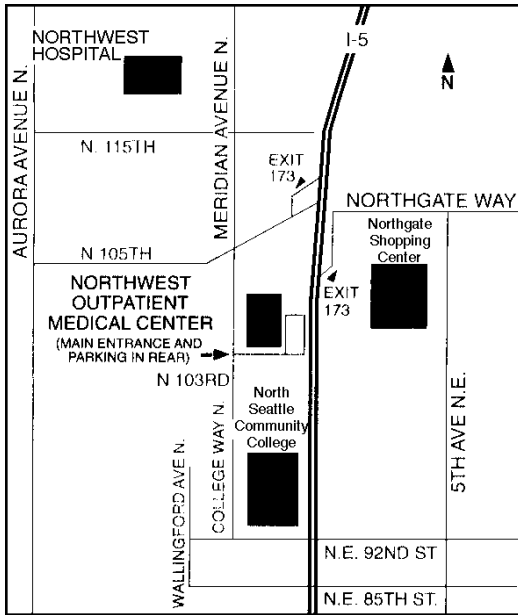 NORTHWEST
HOSPITAL
I-5
N
AURORA AVENUE N.
MERIDIAN AVENUE N.
N. 115TH
EXIT
173
NORTHGATE WAY
Northgate
Shopping
Center
N 105TH
NORTHWEST
OUTPATIENT
MEDICAL CENTER
(MAIN ENTRANCE AND
PARKING IN REAR)
EXIT
173
N 103RD
North
Seattle
Community
College
COLLEGE WAY N.
WALLINGFORD AVE N.
5TH AVE N.E.
N.E. 92ND ST
N.E. 85TH ST.